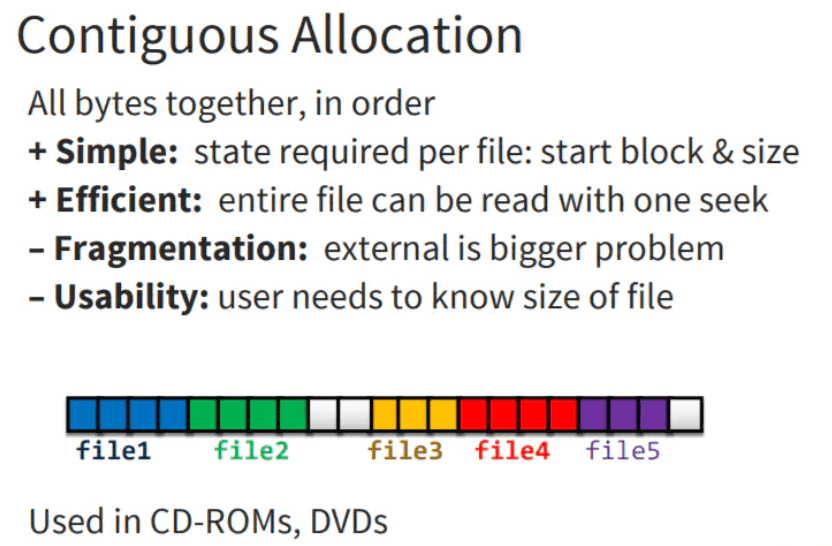 Contiguous Allocation
All bytes together, in order
+ Simple: state required per file: start block & size
+ Efficient: entire file can be read with one seek
– Fragmentation: external is bigger problem
– Usability: user needs to know size of file
file1 file2 file3 file4 file5
Used in CD-ROMs, DVDs